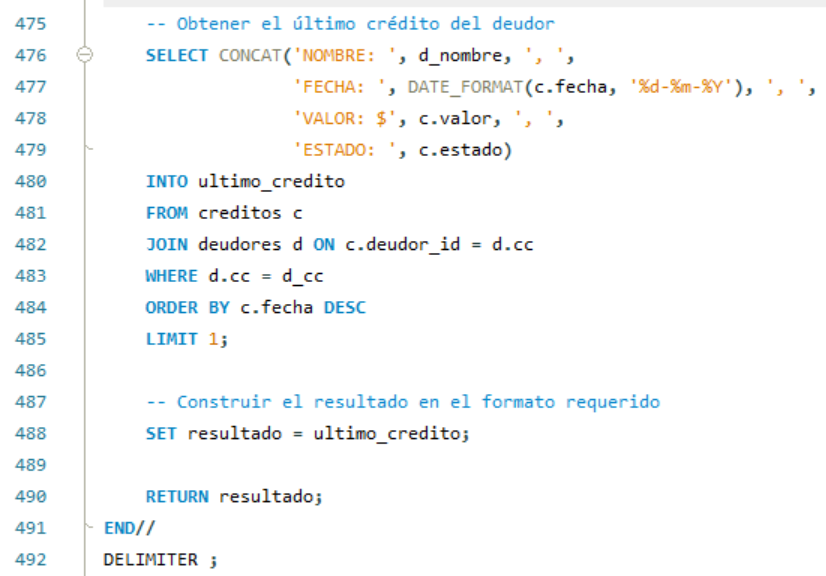 475 -- Obtener el último crédito del deudor
476 SELECT CONCAT('NOMBRE: ', d_nombre, ', ',
477 'FECHA: ', DATE_FORMAT(c.fecha, '%d-%m-%Y'), ', ',
478 'VALOR: $', c.valor, ', ',
479 'ESTADO: ', c.estado)
480 INTO ultimo_credito
481 FROM creditos c
482 JOIN deudores d ON c.deudor_id = d.cc
483 WHERE d.cc = d_cc
484 ORDER BY c.fecha DESC
485 LIMIT 1;
486
487 -- Construir el resultado en el formato requerido
488 SET resultado = ultimo_credito;
489
490 RETURN resultado;
491 END//
492 DELIMITER ;